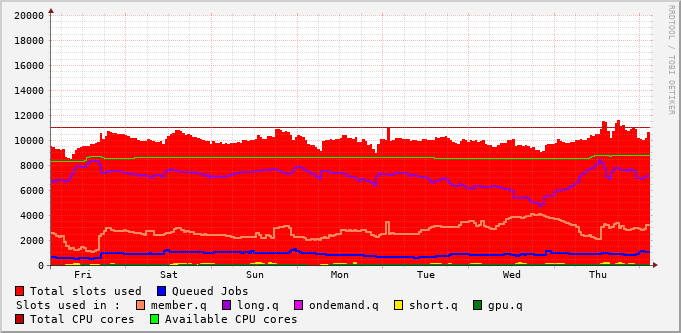 RRDTOOL / TOBI OETIKER
20000
18000
16000
14000
12000
10000
8000
6000
4000
2000
0
Fri Sat Sun Mon Tue Wed Thu
Total slots used Queued Jobs
Slots used in : member.q long.q ondemand.q short.q gpu.q
Total CPU cores Available CPU cores